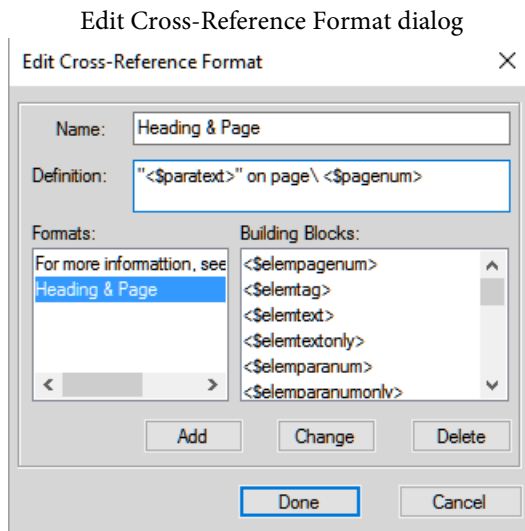 Edit Cross-Reference Format dialog
Edit Cross-Reference Format
Name: Heading & Page
Definition: "<$paratext>" on page\ <$pagenum>
Formats: Building Blocks:
For more informattion, see
Heading & Page
<$elempagenum>
<$elemtag>
<$elemtext>
<$elemtextonly>
<$elemparanum>
<$elemparanumonly>
Add Change Delete
Done Cancel